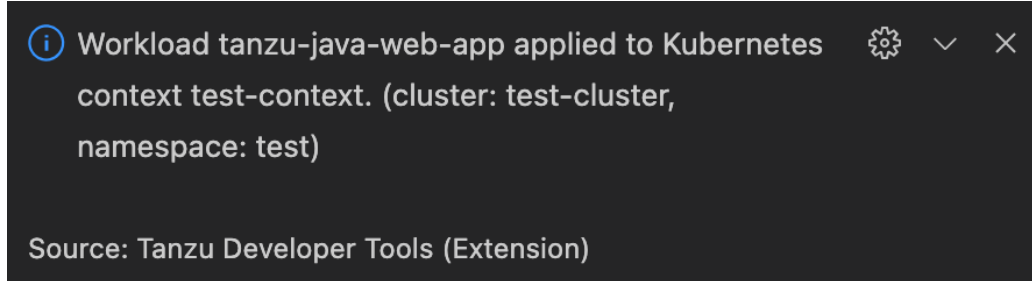 Workload tanzu-java-web-app applied to Kubernetes
context test-context. (cluster: test-cluster,
namespace: test)
Source: Tanzu Developer Tools (Extension)